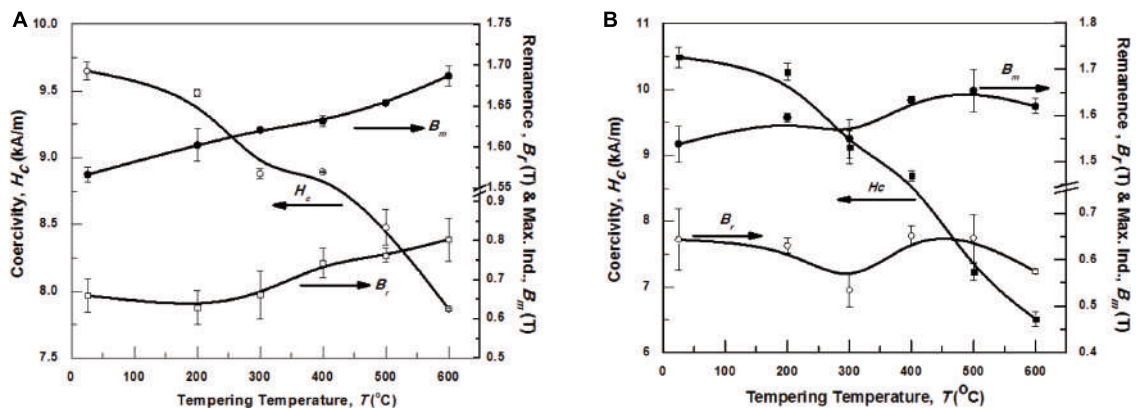 A
10.0
9.5
9.0
8.5
8.0
7.5
Coercivity, Hc (kA/m)
0 100 200 300 400 500 600
Tempering Temperature, T(°C)
1.75
1.70
1.65
1.60
1.55
0.9
0.8
0.7
0.6
0.5
Remanence , Br (T) & Max. Ind., Bm (T)
Bm
Hc
Br
B
11
10
9
8
7
6
Coercivity, Hc (kA/m)
0 100 200 300 400 500 600
Tempering Temperature, T(OC)
1.8
1.7
1.6
1.5
0.7
0.6
0.5
0.4
Remanence , Br (T) & Max. Ind., Bm (T)
Bm
Hc
Br